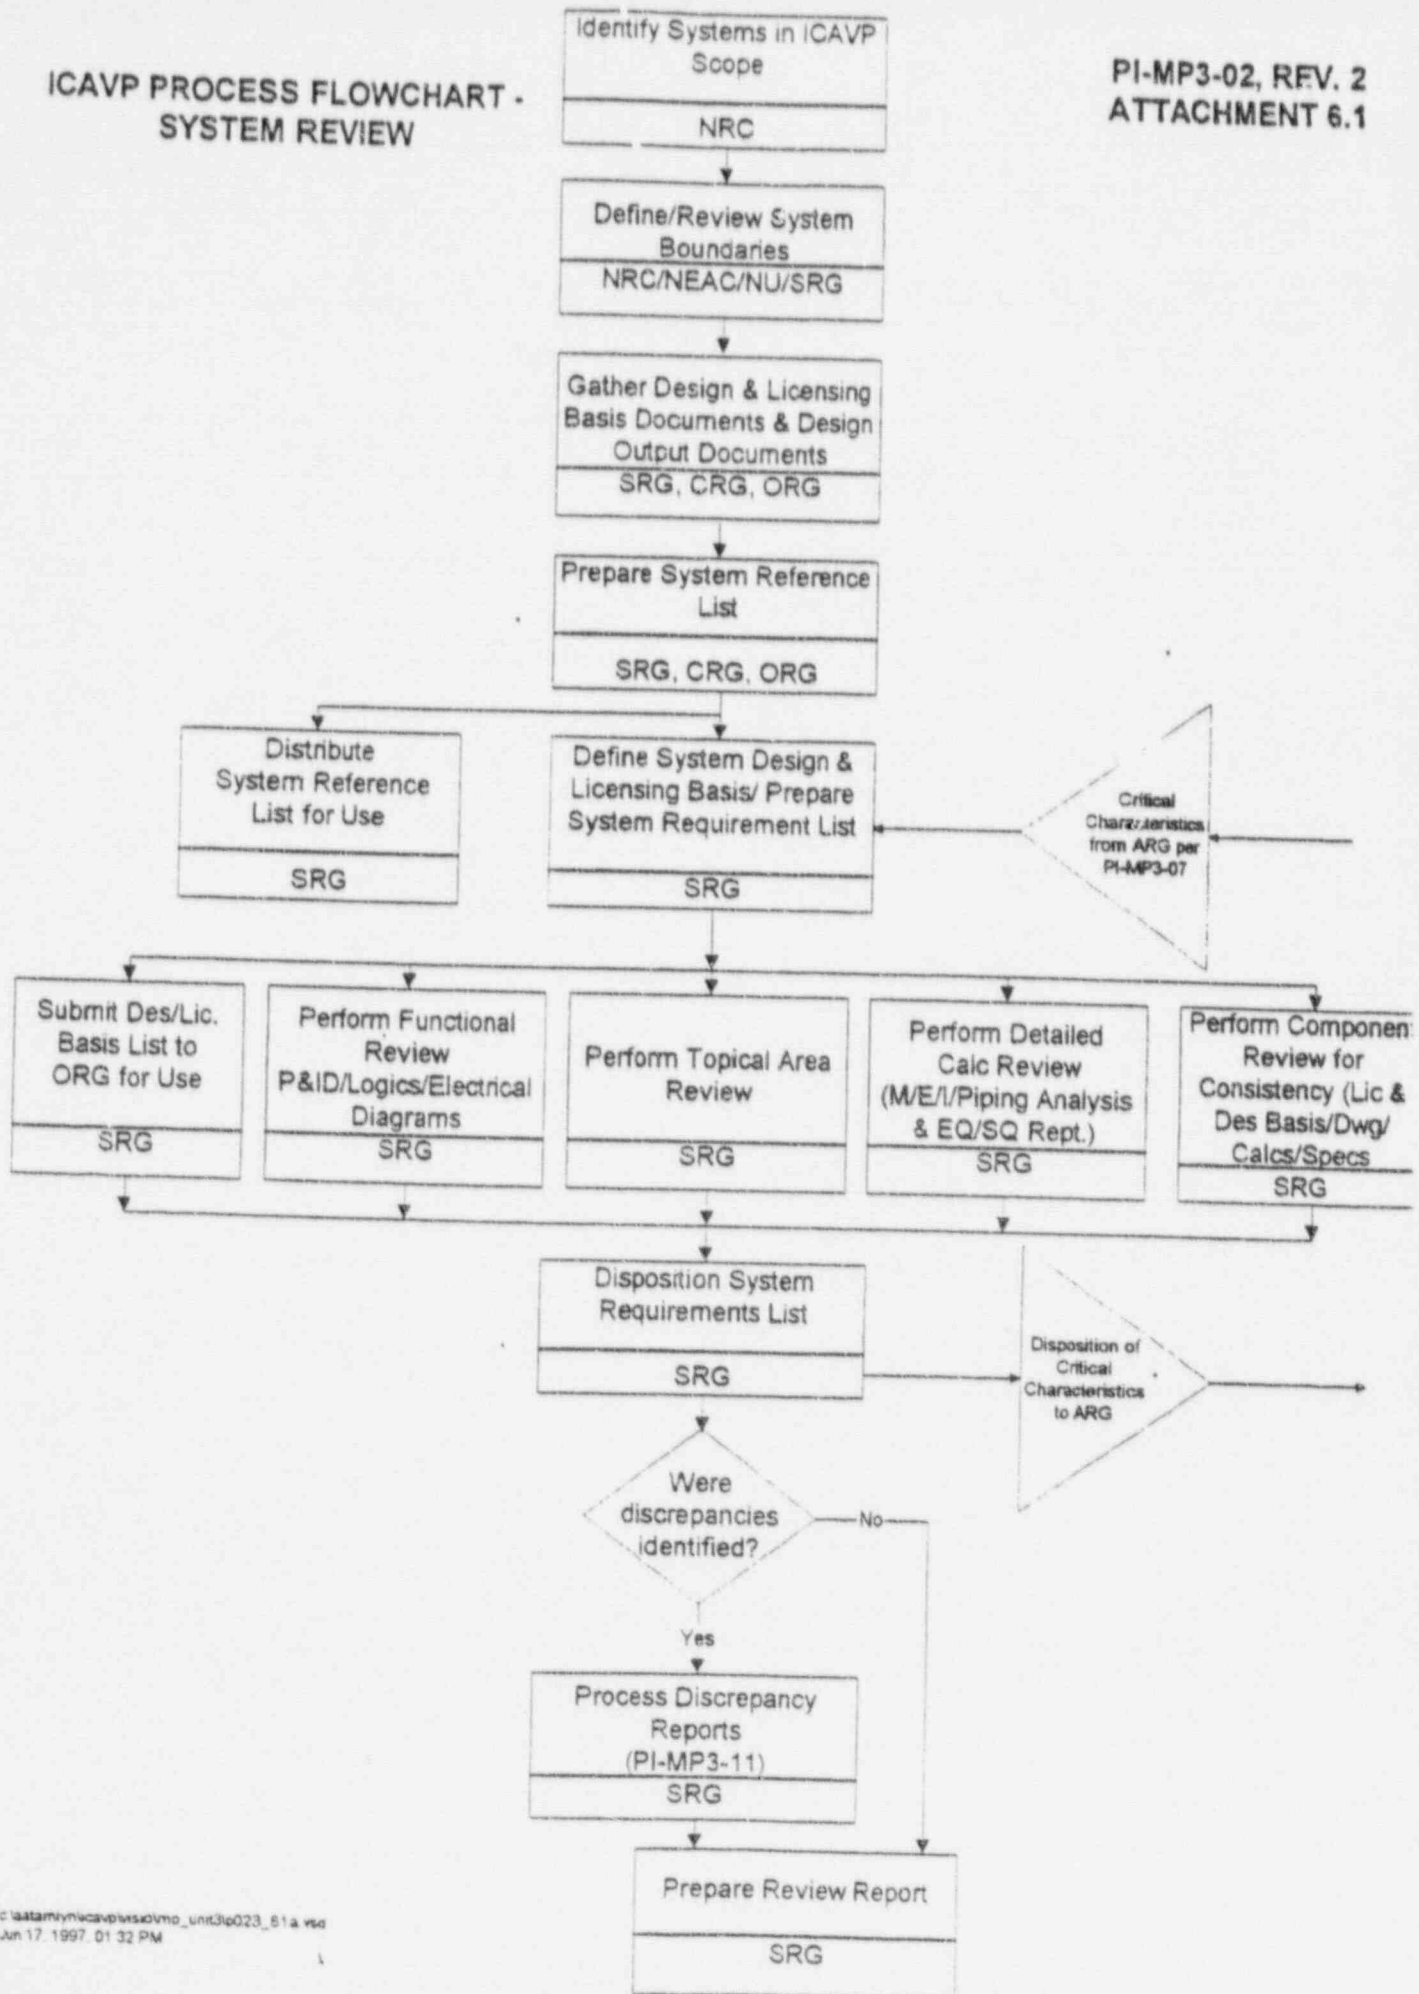 ICAVP PROCESS FLOWCHART -
SYSTEM REVIEW
PI-MP3-02, REV. 2
ATTACHMENT 6.1
Identify Systems in ICAVP
Scope
NRC
Define/Review System
Boundaries
NRC/NEAC/NU/SRG
Gather Design & Licensing
Basis Documents & Design
Output Documents
SRG, CRG, ORG
Prepare System Reference
List
SRG, CRG, ORG
Distribute
System Reference
List for Use
SRG
Define System Design &
Licensing Basis/ Prepare
System Requirement List
SRG
Critical
Characteristics
from ARG per
PI-MP3-07
Submit Des/Lic.
Basis List to
ORG for Use
SRG
Perform Functional
Review
P&ID/Logics/Electrical
Diagrams
SRG
Perform Topical Area
Review
SRG
Perform Detailed
Calc Review
(M/E/I/Piping Analysis
& EQ/SQ Rept.)
SRG
Perform Componen
Review for
Consistency (Lic &
Des Basis/Dwg/
Calcs/Specs
SRG
Disposition System
Requirements List
SRG
Disposition of
Critical
Characteristics
to ARG
Were
discrepancies
identified?
No
Yes
Process Discrepancy
Reports
(PI-MP3-11)
SRG
Prepare Review Report
SRG
Jun 17, 1997, 01:32 PM